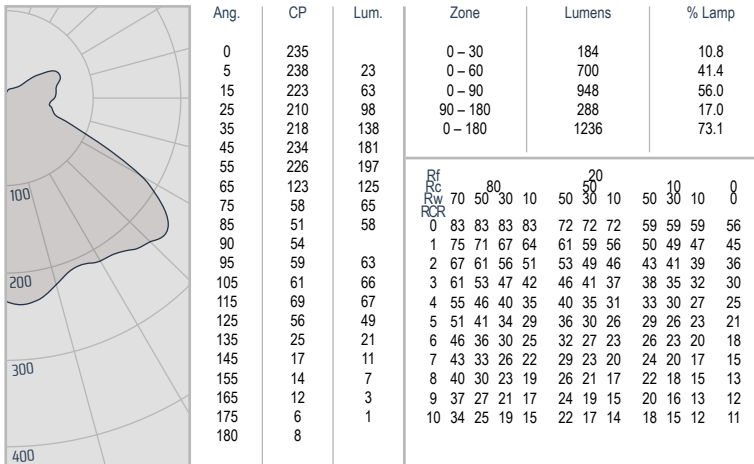 100
200
300
400
Ang. CP Lum.
0 235
5 238 23
15 223 63
25 210 98
35 218 138
45 234 181
55 226 197
65 123 125
75 58 65
85 51 58
90 54
95 59 63
105 61 66
115 69 67
125 56 49
135 25 21
145 17 11
155 14 7
165 12 3
175 6 1
180 8
Zone Lumens % Lamp
0 – 30 184 10.8
0 – 60 700 41.4
0 – 90 948 56.0
90 – 180 288 17.0
0 – 180 1236 73.1
Rf 20
Rc 80 50 10 0
Rw 70 50 30 10 50 30 10 50 30 10 0
RCR
0 83 83 83 83 72 72 72 59 59 59 56
1 75 71 67 64 61 59 56 50 49 47 45
2 67 61 56 51 53 49 46 43 41 39 36
3 61 53 47 42 46 41 37 38 35 32 30
4 55 46 40 35 40 35 31 33 30 27 25
5 51 41 34 29 36 30 26 29 26 23 21
6 46 36 30 25 32 27 23 26 23 20 18
7 43 33 26 22 29 23 20 24 20 17 15
8 40 30 23 19 26 21 17 22 18 15 13
9 37 27 21 17 24 19 15 20 16 13 12
10 34 25 19 15 22 17 14 18 15 12 11